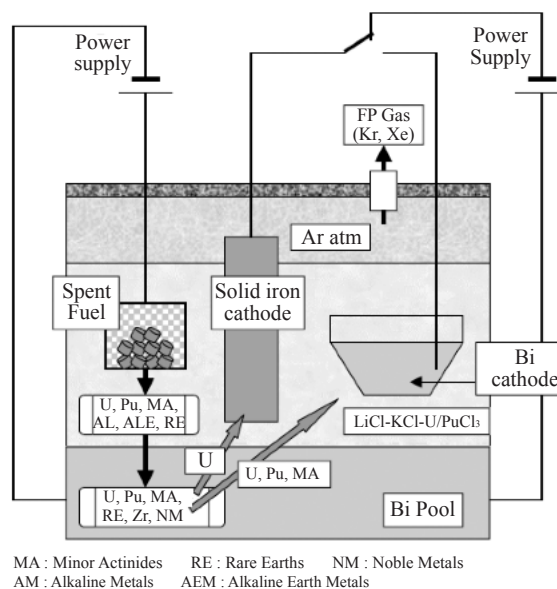 Power
supply
Power
Supply
FP Gas
(Kr, Xe)
Ar atm
Spent
Fuel
Solid iron
cathode
Bi
cathode
U, Pu, MA,
AL, ALE, RE
LiCl-KCl-U/PuCl₃
U
U, Pu, MA
U, Pu, MA,
RE, Zr, NM
Bi Pool
MA : Minor Actinides RE : Rare Earths NM : Noble Metals
AM : Alkaline Metals AEM : Alkaline Earth Metals